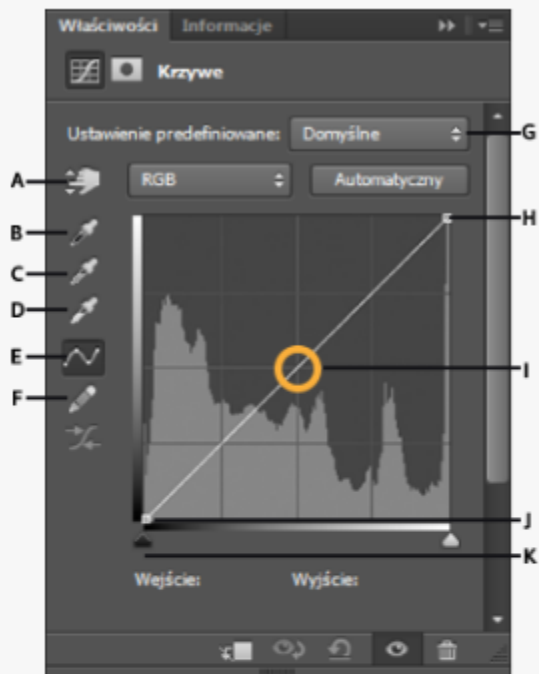 Właściwości Informacje
Krzywe
Ustawienie predefiniowane: Domyślne
G
A
RGB Automatyczny
H
B
C
D
E
I
F
J
K
Wejście: Wyjście: